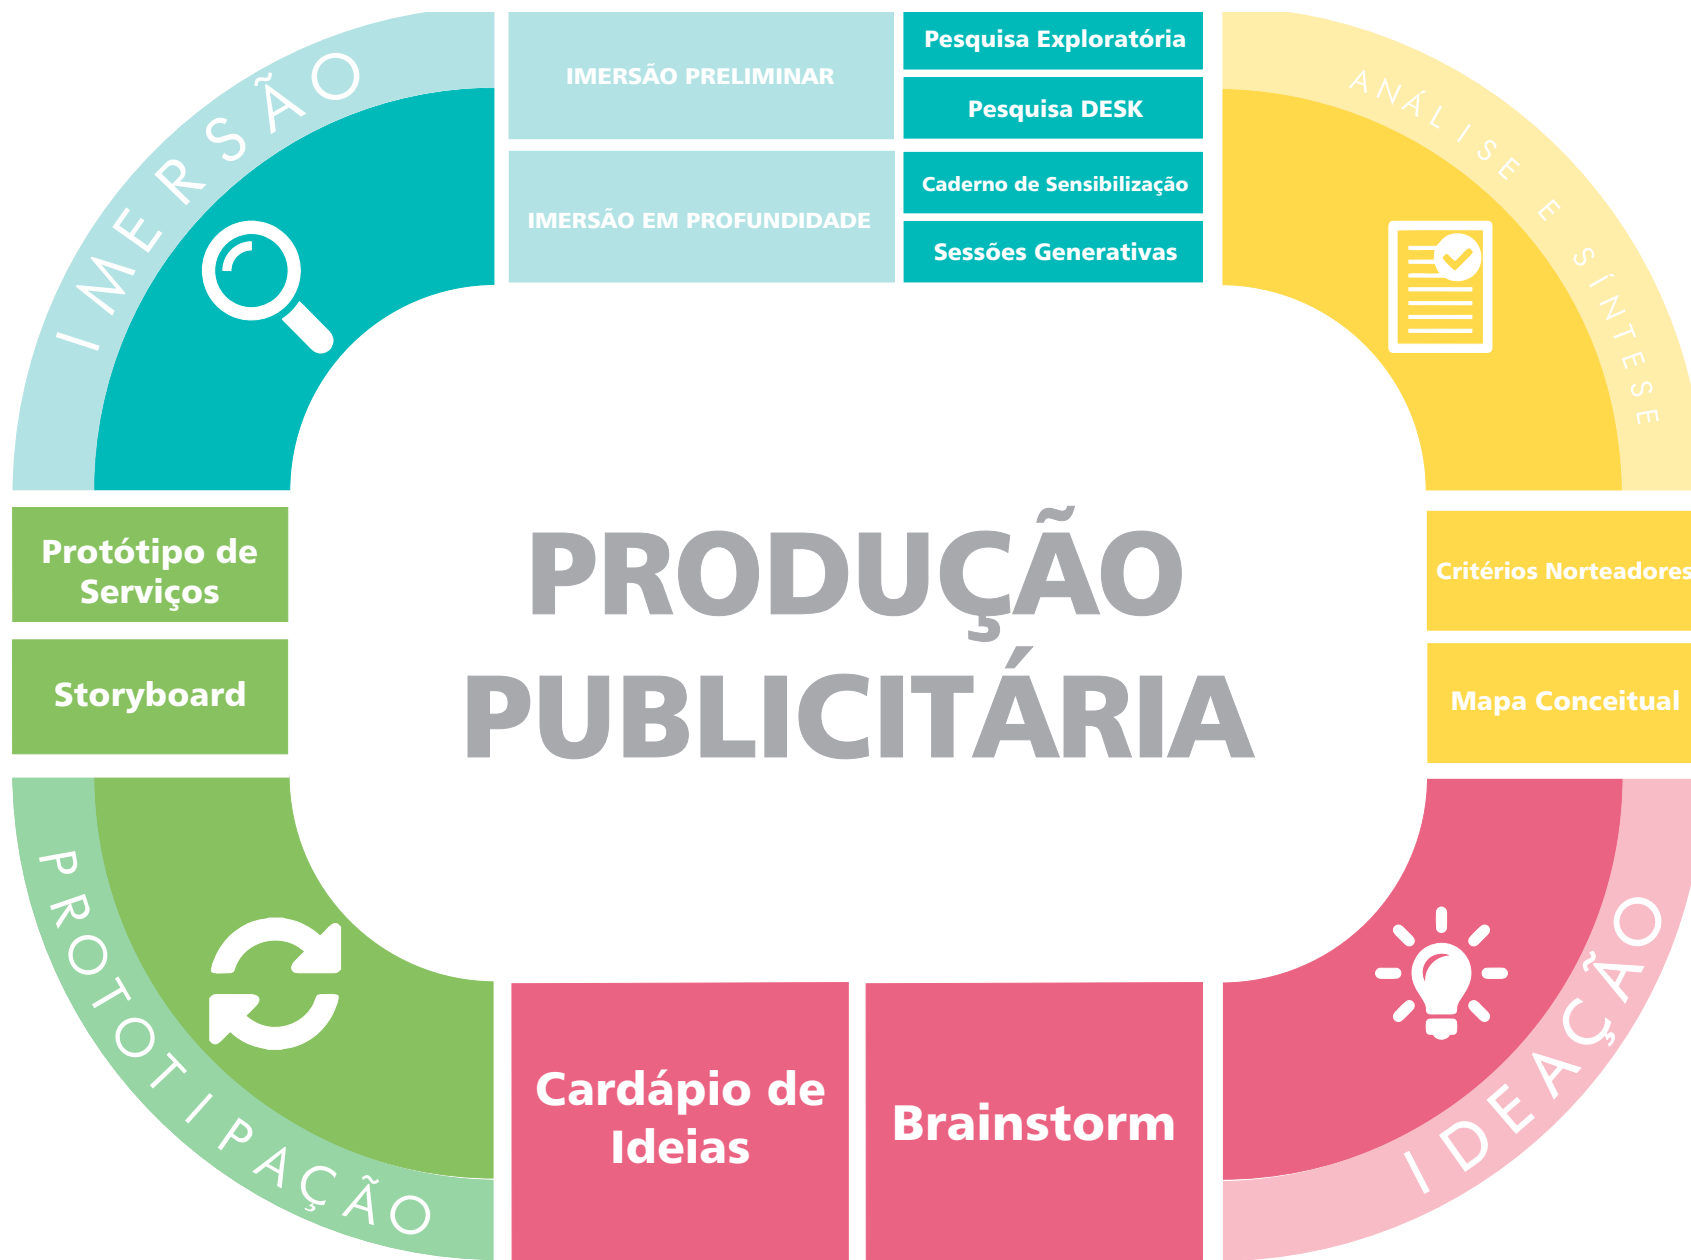 IMERSÃO
IMERSÃO PRELIMINAR
Pesquisa Exploratória
Pesquisa DESK
IMERSÃO EM PROFUNDIDADE
Caderno de Sensibilização
Sessões Generativas
ANÁLISE E SÍNTESE
Critérios Norteadores
Mapa Conceitual
PRODUÇÃO
PUBLICITÁRIA
Protótipo de
Serviços
Storyboard
PROTOTIPAÇÃO
Cardápio de
Ideias
Brainstorm
IDEAÇÃO